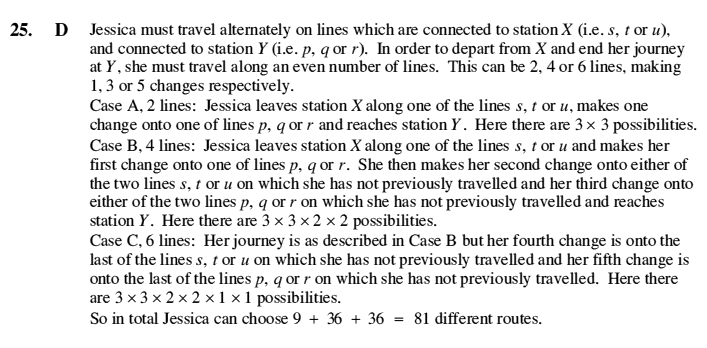 25. D Jessica must travel alternately on lines which are connected to station X (i.e. s, t or u),
and connected to station Y (i.e. p, q or r). In order to depart from X and end her journey
at Y, she must travel along an even number of lines. This can be 2, 4 or 6 lines, making
1, 3 or 5 changes respectively.
Case A, 2 lines: Jessica leaves station X along one of the lines s, t or u, makes one
change onto one of lines p, q or r and reaches station Y. Here there are 3 × 3 possibilities.
Case B, 4 lines: Jessica leaves station X along one of the lines s, t or u and makes her
first change onto one of lines p, q or r. She then makes her second change onto either of
the two lines s, t or u on which she has not previously travelled and her third change onto
either of the two lines p, q or r on which she has not previously travelled and reaches
station Y. Here there are 3 × 3 × 2 × 2 possibilities.
Case C, 6 lines: Her journey is as described in Case B but her fourth change is onto the
last of the lines s, t or u on which she has not previously travelled and her fifth change is
onto the last of the lines p, q or r on which she has not previously travelled. Here there
are 3 × 3 × 2 × 2 × 1 × 1 possibilities.
So in total Jessica can choose 9 + 36 + 36 = 81 different routes.